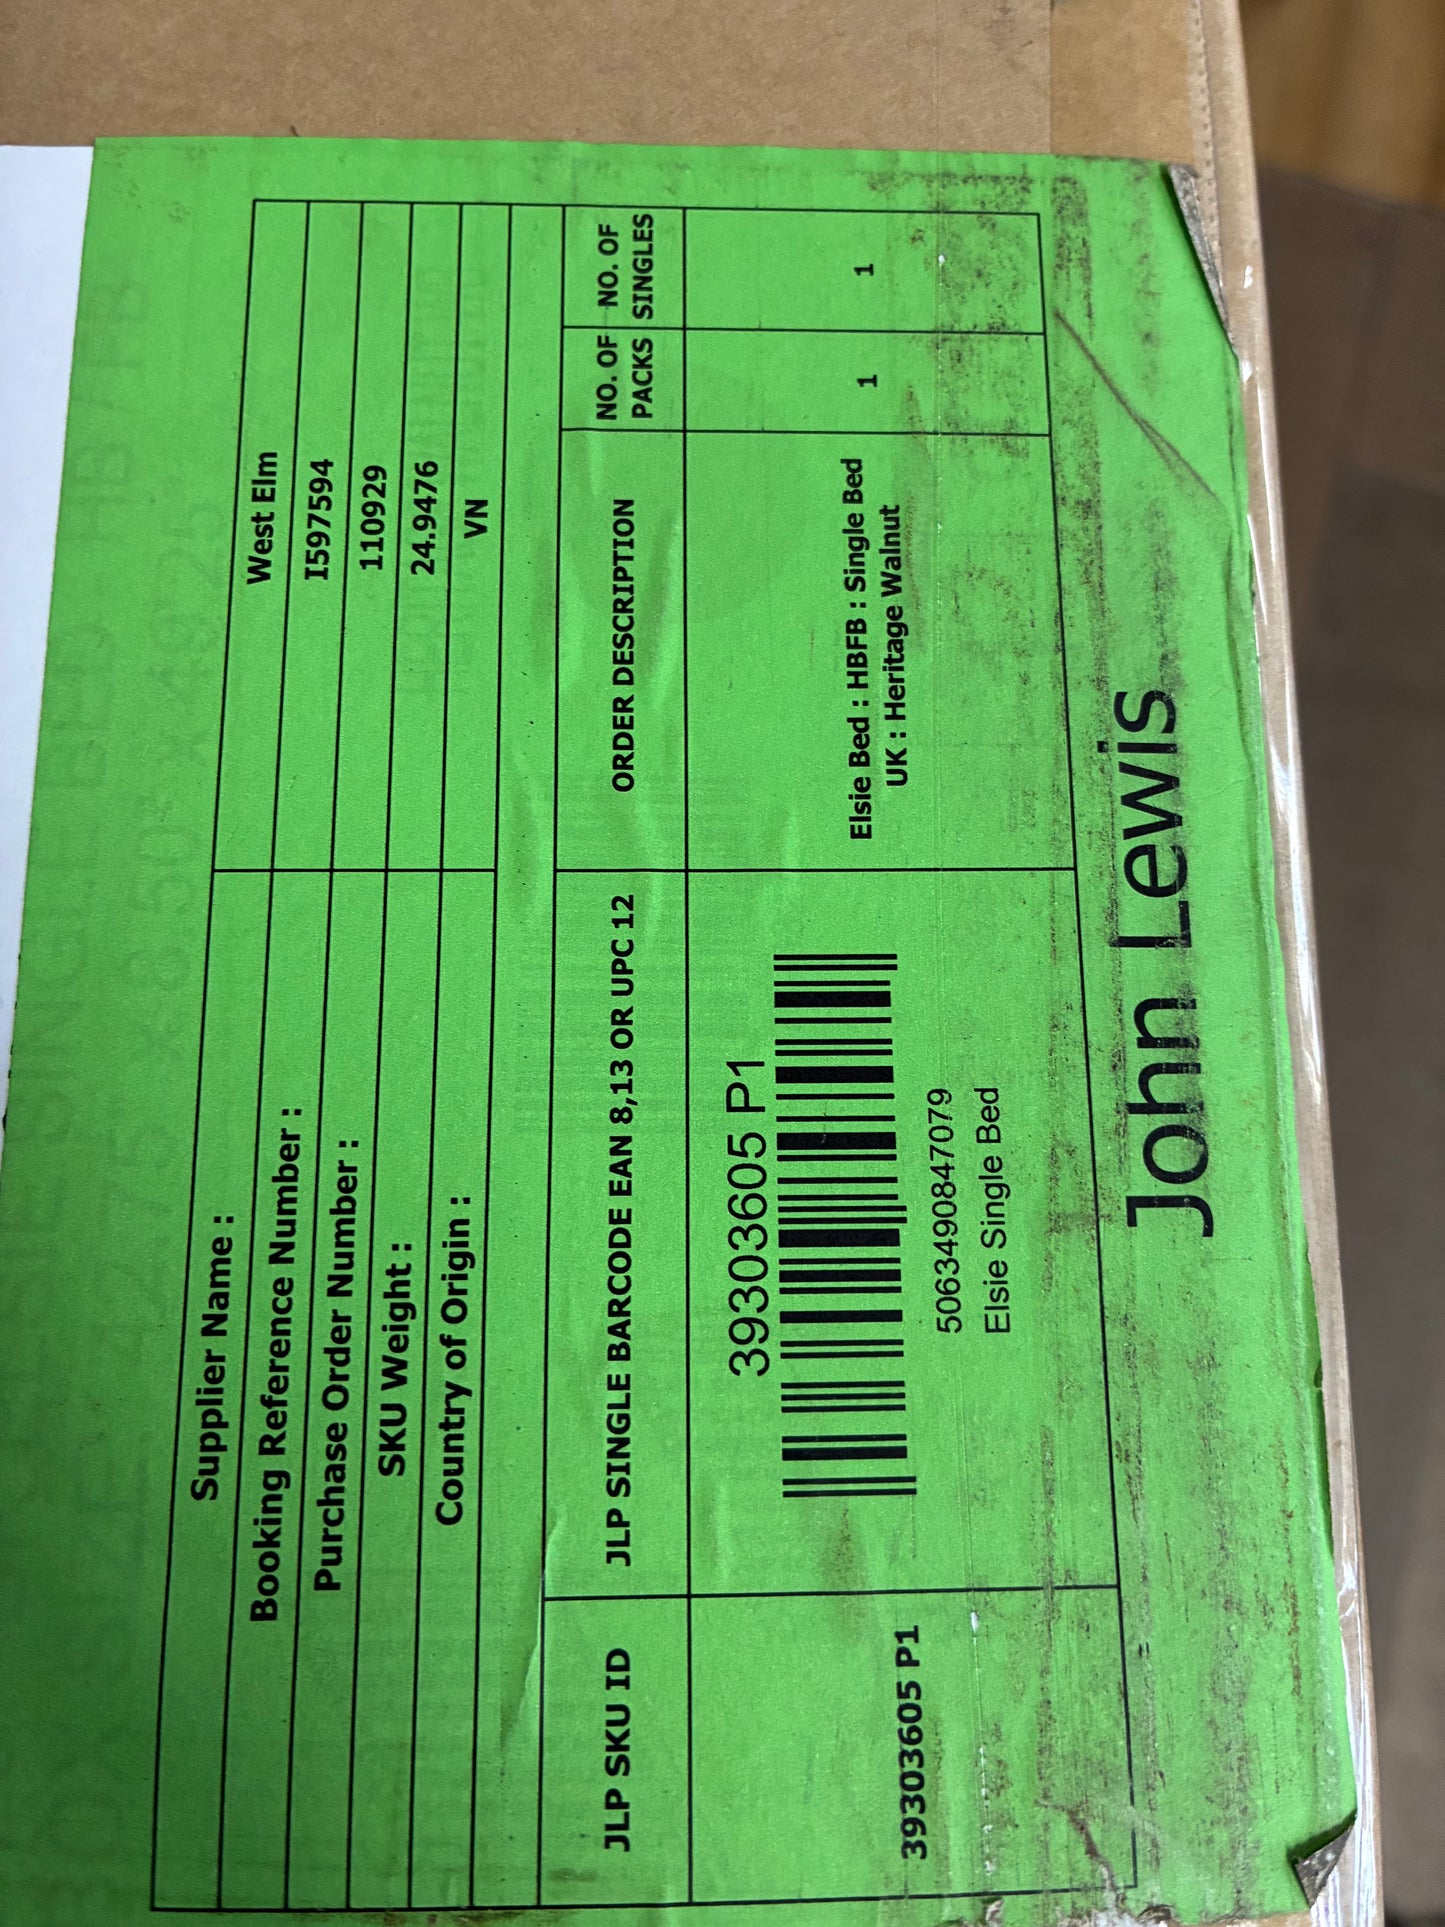 Supplier Name : West Elm
Booking Reference Number : I597594
Purchase Order Number : 110929
SKU Weight : 24.9476
Country of Origin : VN
JLP SKU ID
JLP SINGLE BARCODE EAN 8,13 OR UPC 12
ORDER DESCRIPTION
NO. OF
PACKS
NO. OF
SINGLES
39303605 P1
39303605 P1
5063490847079
Elsie Single Bed
Elsie Bed : HBFB : Single Bed
UK : Heritage Walnut
1
1
John Lewis